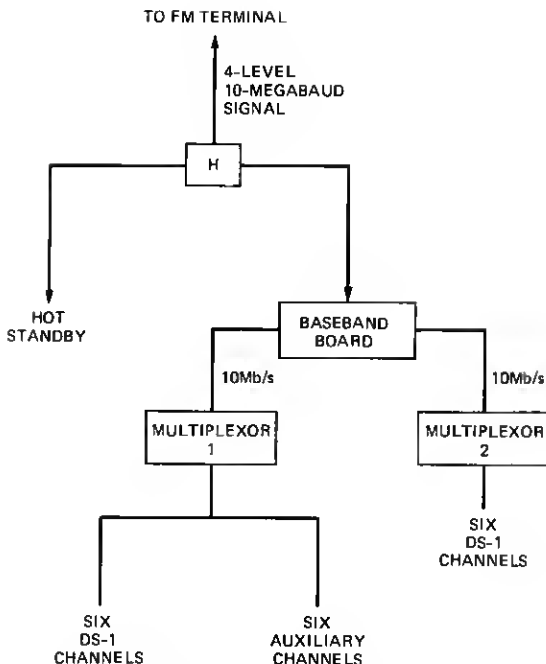 TO FM TERMINAL
4-LEVEL
10-MEGABAUD
SIGNAL
H
HOT
STANDBY
BASEBAND
BOARD
10Mb/s
10Mb/s
MULTIPLEXOR
1
MULTIPLEXOR
2
SIX
DS-1
CHANNELS
SIX
DS-1
CHANNELS
SIX
AUXILIARY
CHANNELS